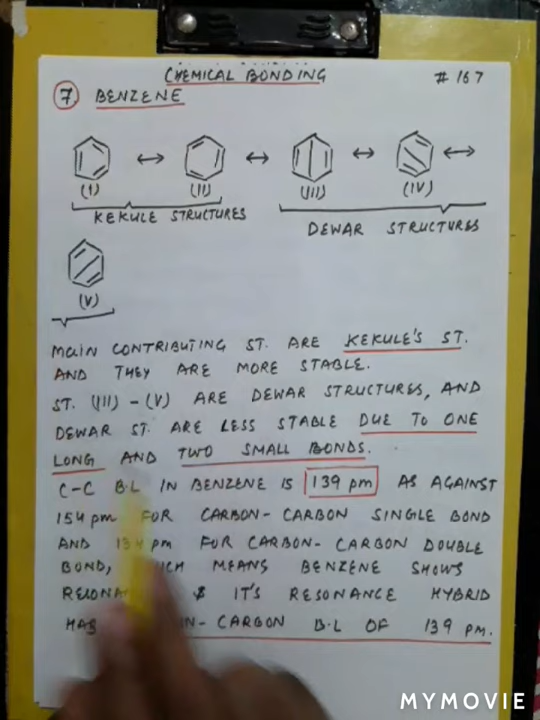 CHEMICAL BONDING
#167
7. BENZENE
(I) (II) (III) (IV)
KEKULE STRUCTURES
DEWAR STRUCTURES
(V)
MAIN CONTRIBUTING ST. ARE KEKULE'S ST.
AND THEY ARE MORE STABLE.
ST. (III) - (V) ARE DEWAR STRUCTURES, AND
DEWAR ST. ARE LESS STABLE DUE TO ONE
LONG AND TWO SMALL BONDS.
C-C B.L IN BENZENE IS 139 pm AS AGAINST
154 pm FOR CARBON-CARBON SINGLE BOND
AND pm FOR CARBON-CARBON DOUBLE
BOND, MEANS BENZENE SHOWS
& IT'S RESONANCE HYBRID
HAS CARBON B.L OF 139 pm.
MYMOVIE